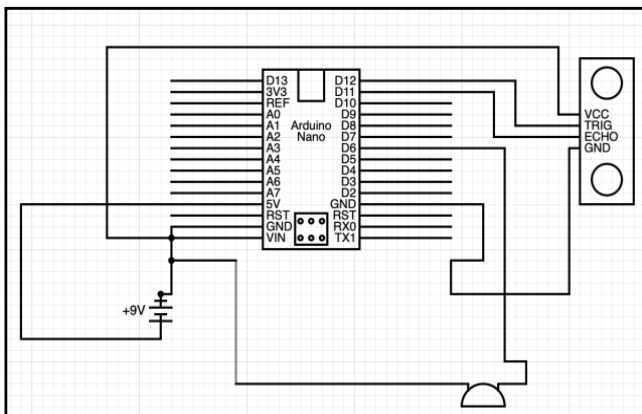 D13
3V3
REF
A0
A1
A2
A3
A4
A5
A6
A7
5V
RST
GND
VIN
Arduino
Nano
D12
D11
D10
D9
D8
D7
D6
D5
D4
D3
D2
GND
RST
RX0
TX1
VCC
TRIG
ECHO
GND
+9V